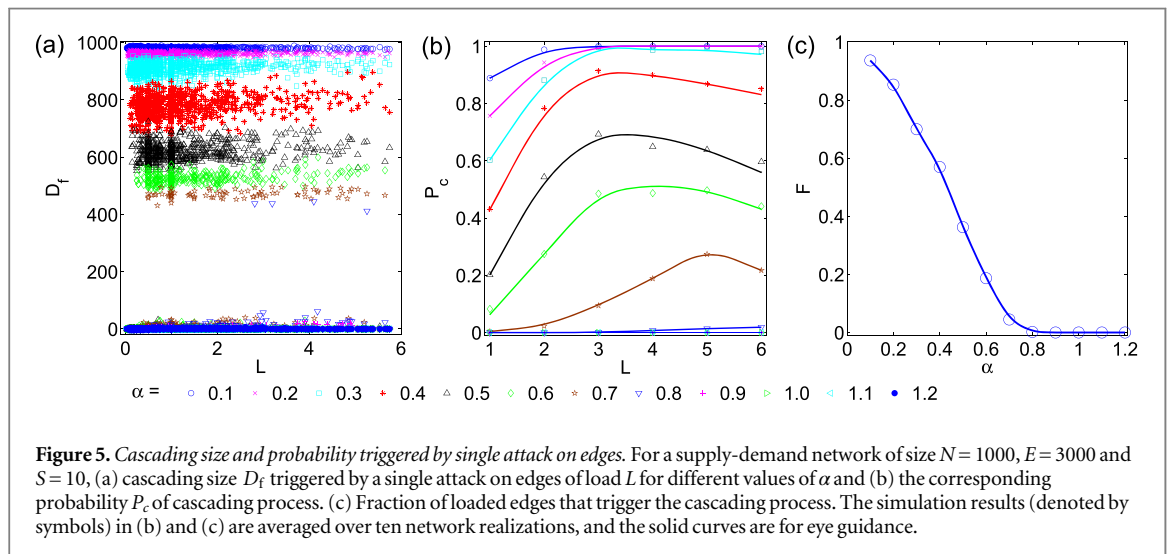 (a)
1000
800
600
400
200
0
D_f
0
2
4
6
L
(b)
1
0.8
0.6
0.4
0.2
0
P_c
1
2
3
4
5
6
L
(c)
1
0.8
0.6
0.4
0.2
0
F
0
0.2
0.4
0.6
0.8
1
1.2
α
α = 0.1 0.2 0.3 0.4 0.5 0.6 0.7 0.8 0.9 1.0 1.1 1.2
Figure 5. Cascading size and probability triggered by single attack on edges. For a supply-demand network of size N = 1000, E = 3000 and
S = 10, (a) cascading size D_f triggered by a single attack on edges of load L for different values of α and (b) the corresponding
probability P_c of cascading process. (c) Fraction of loaded edges that trigger the cascading process. The simulation results (denoted by
symbols) in (b) and (c) are averaged over ten network realizations, and the solid curves are for eye guidance.